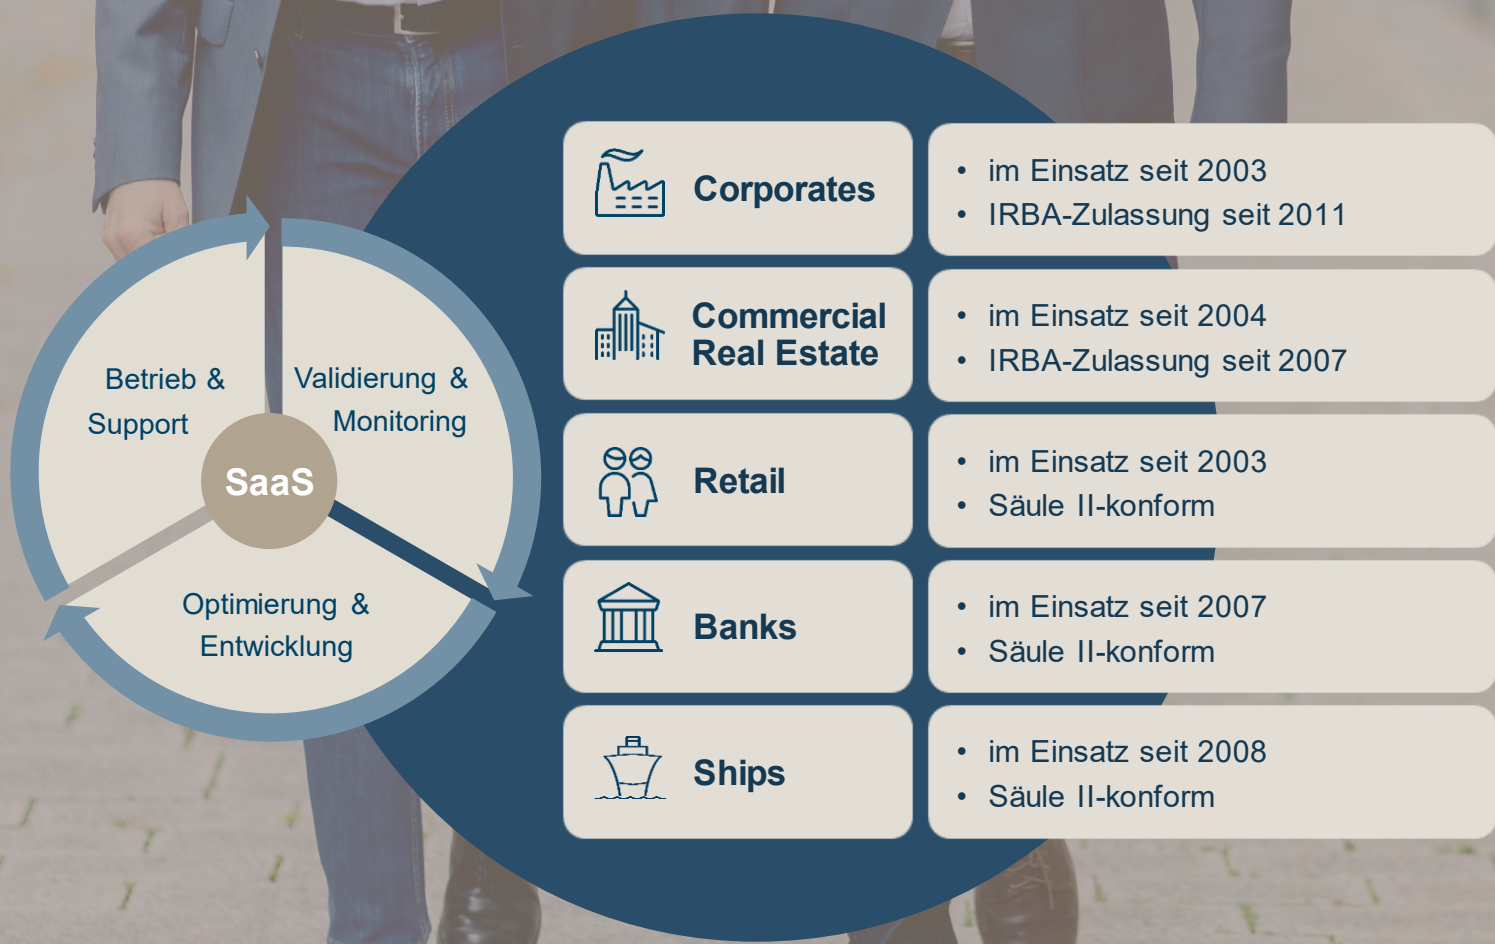 Betrieb &
Support
Validierung &
Monitoring
SaaS
Optimierung &
Entwicklung
Corporates
• im Einsatz seit 2003
• IRBA-Zulassung seit 2011
Commercial
Real Estate
• im Einsatz seit 2004
• IRBA-Zulassung seit 2007
Retail
• im Einsatz seit 2003
• Säule II-konform
Banks
• im Einsatz seit 2007
• Säule II-konform
Ships
• im Einsatz seit 2008
• Säule II-konform